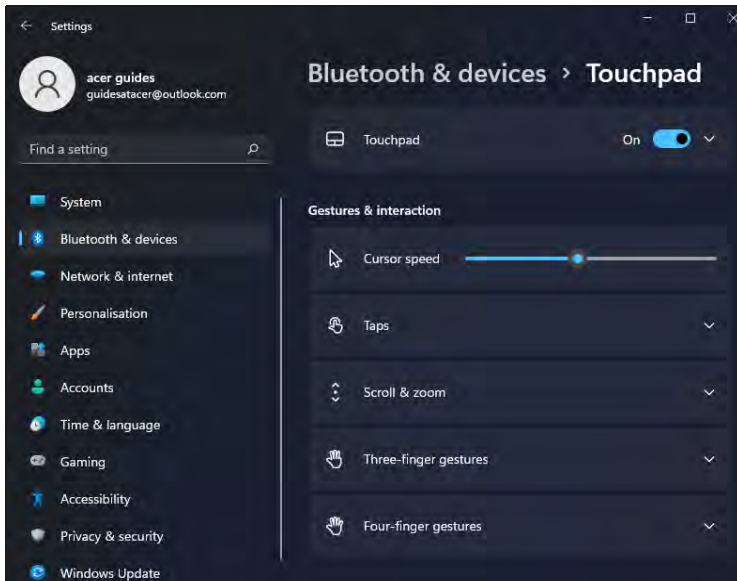 Settings
acer guides
guidesatacer@outlook.com
Find a setting
System
Bluetooth & devices
Network & internet
Personalisation
Apps
Accounts
Time & language
Gaming
Accessibility
Privacy & security
Windows Update
Bluetooth & devices > Touchpad
Touchpad On
Gestures & interaction
Cursor speed
Taps
Scroll & zoom
Three-finger gestures
Four-finger gestures